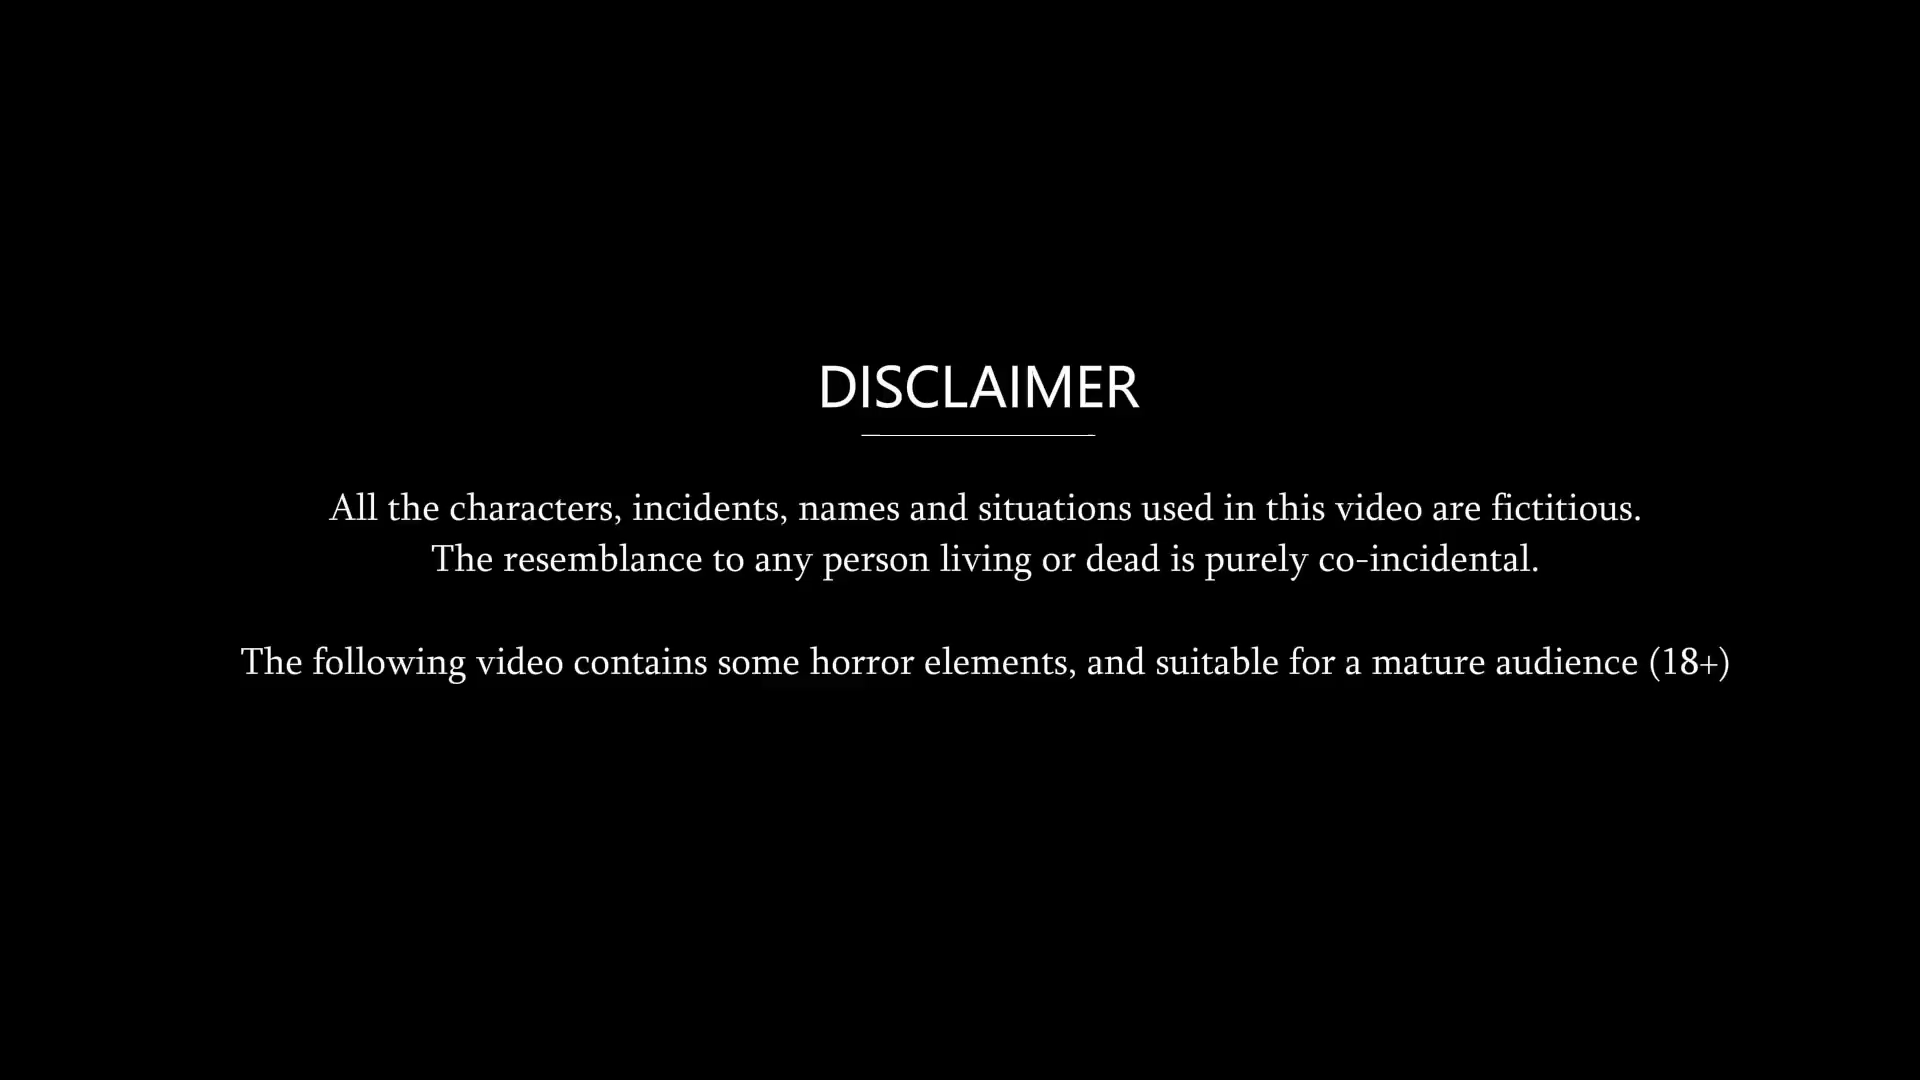 DISCLAIMER
All the characters, incidents, names and situations used in this video are fictitious.
The resemblance to any person living or dead is purely co-incidental.
The following video contains some horror elements, and suitable for a mature audience (18+)